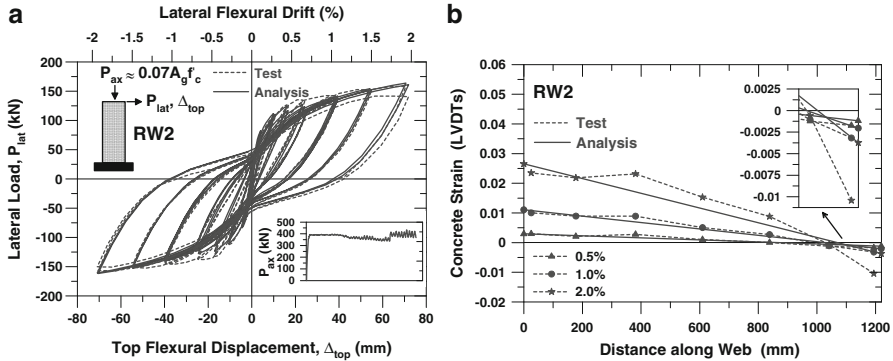 a
Lateral Flexural Drift (%)
-2 -1.5 -1 -0.5 0 0.5 1 1.5 2
200
150
100
50
0
-50
-100
-150
-200
Lateral Load, P_lat (kN)
P_ax ≈ 0.07A_g f'_c
P_lat, Δ_top
RW2
Test
Analysis
500
400
300
200
100
0
P_ax (kN)
-80 -60 -40 -20 0 20 40 60 80
Top Flexural Displacement, Δ_top (mm)
b
0.06
0.05
0.04
0.03
0.02
0.01
0
-0.01
-0.02
Concrete Strain (LVDTs)
RW2
Test
Analysis
0.0025
0
-0.0025
-0.005
-0.0075
-0.01
0.5%
1.0%
2.0%
0 200 400 600 800 1000 1200
Distance along Web (mm)